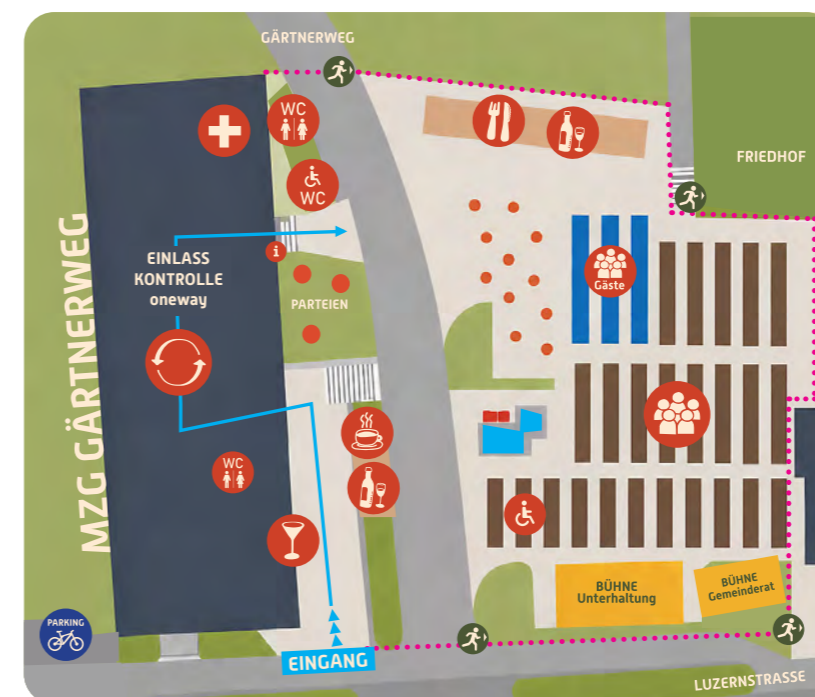 GÄRTNERWEG
WC
FRIEDHOF
WC
MZG GÄRTNERWEG
EINLASS
KONTROLLE
oneway
i
Gäste
PARTEIEN
WC
BÜHNE
Unterhaltung
BÜHNE
Gemeinderat
PARKING
EINGANG
LUZERNSTRASSE